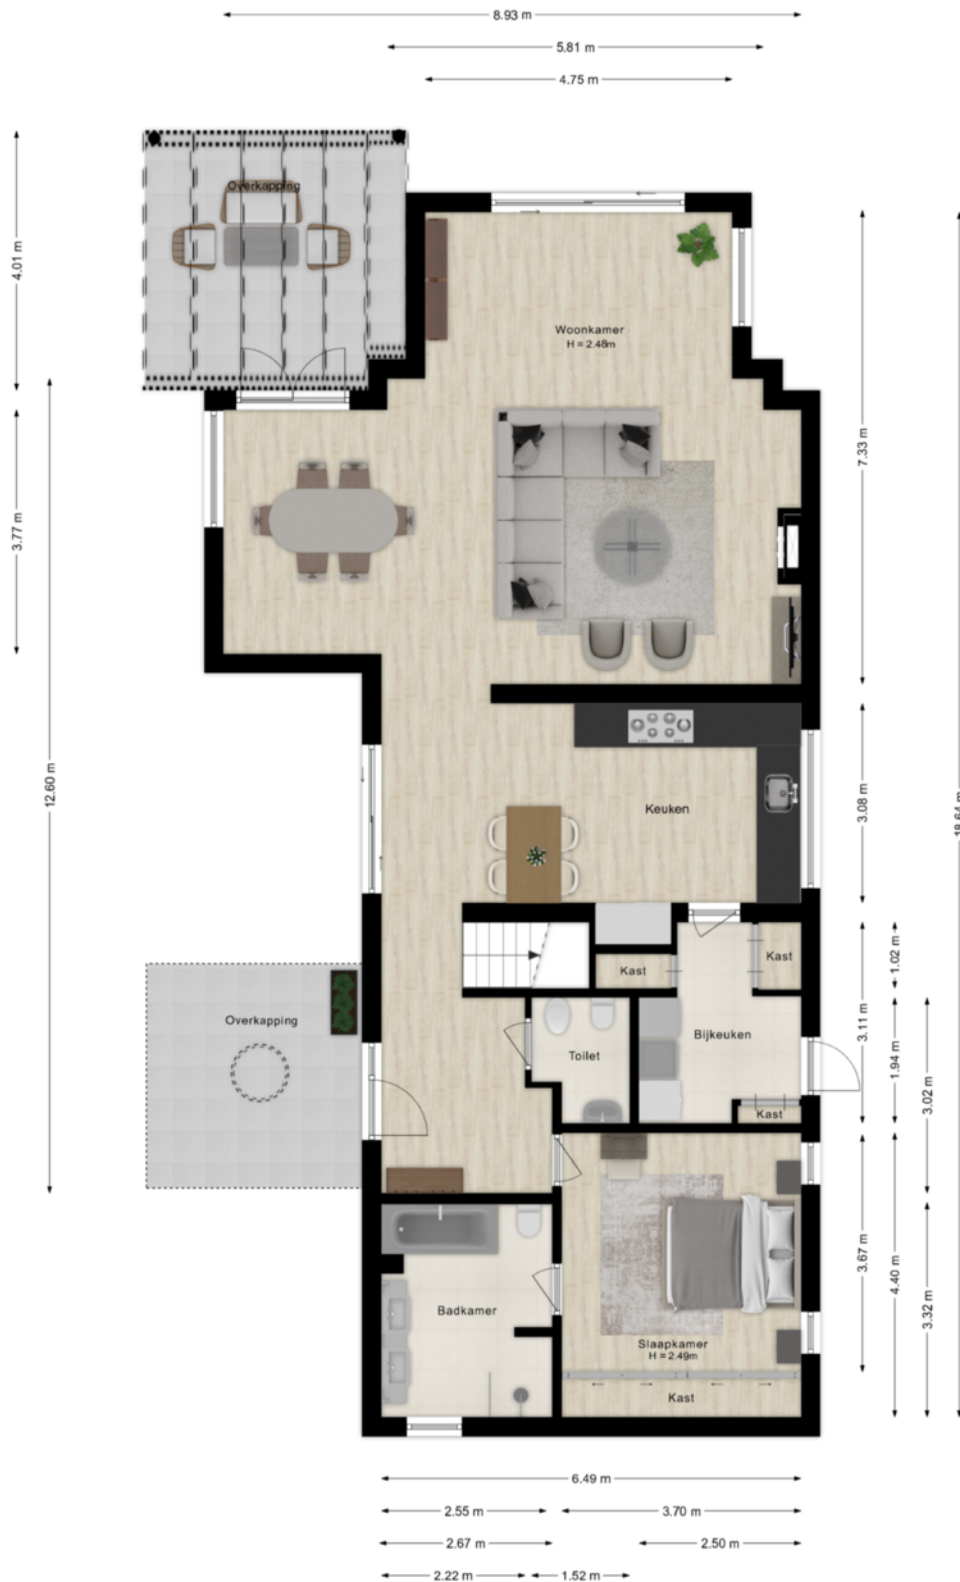 8.93 m
5.81 m
4.75 m
Overkapping
4.01 m
Woonkamer
H = 2.48m
7.33 m
3.77 m
12.60 m
18.64 m
Keuken
3.08 m
Kast
Kast
1.02 m
3.11 m
Overkapping
Toilet
Bijkeuken
1.94 m
3.02 m
Kast
3.67 m
4.40 m
3.32 m
Badkamer
Slaapkamer
H = 2.49m
Kast
6.49 m
2.55 m
3.70 m
2.67 m
2.50 m
2.22 m
1.52 m